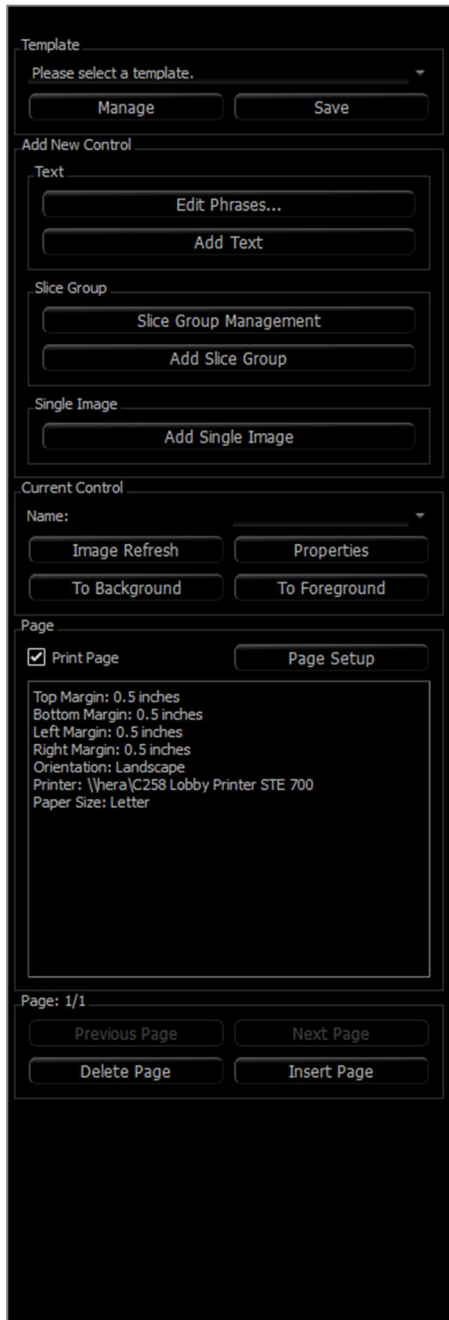 Template
Please select a template.
Manage Save
Add New Control
Text
Edit Phrases...
Add Text
Slice Group
Slice Group Management
Add Slice Group
Single Image
Add Single Image
Current Control
Name:
Image Refresh Properties
To Background To Foreground
Page
Print Page Page Setup
Top Margin: 0.5 inches
Bottom Margin: 0.5 inches
Left Margin: 0.5 inches
Right Margin: 0.5 inches
Orientation: Landscape
Printer: \\hera\C258 Lobby Printer STE 700
Paper Size: Letter
Page: 1/1
Previous Page Next Page
Delete Page Insert Page